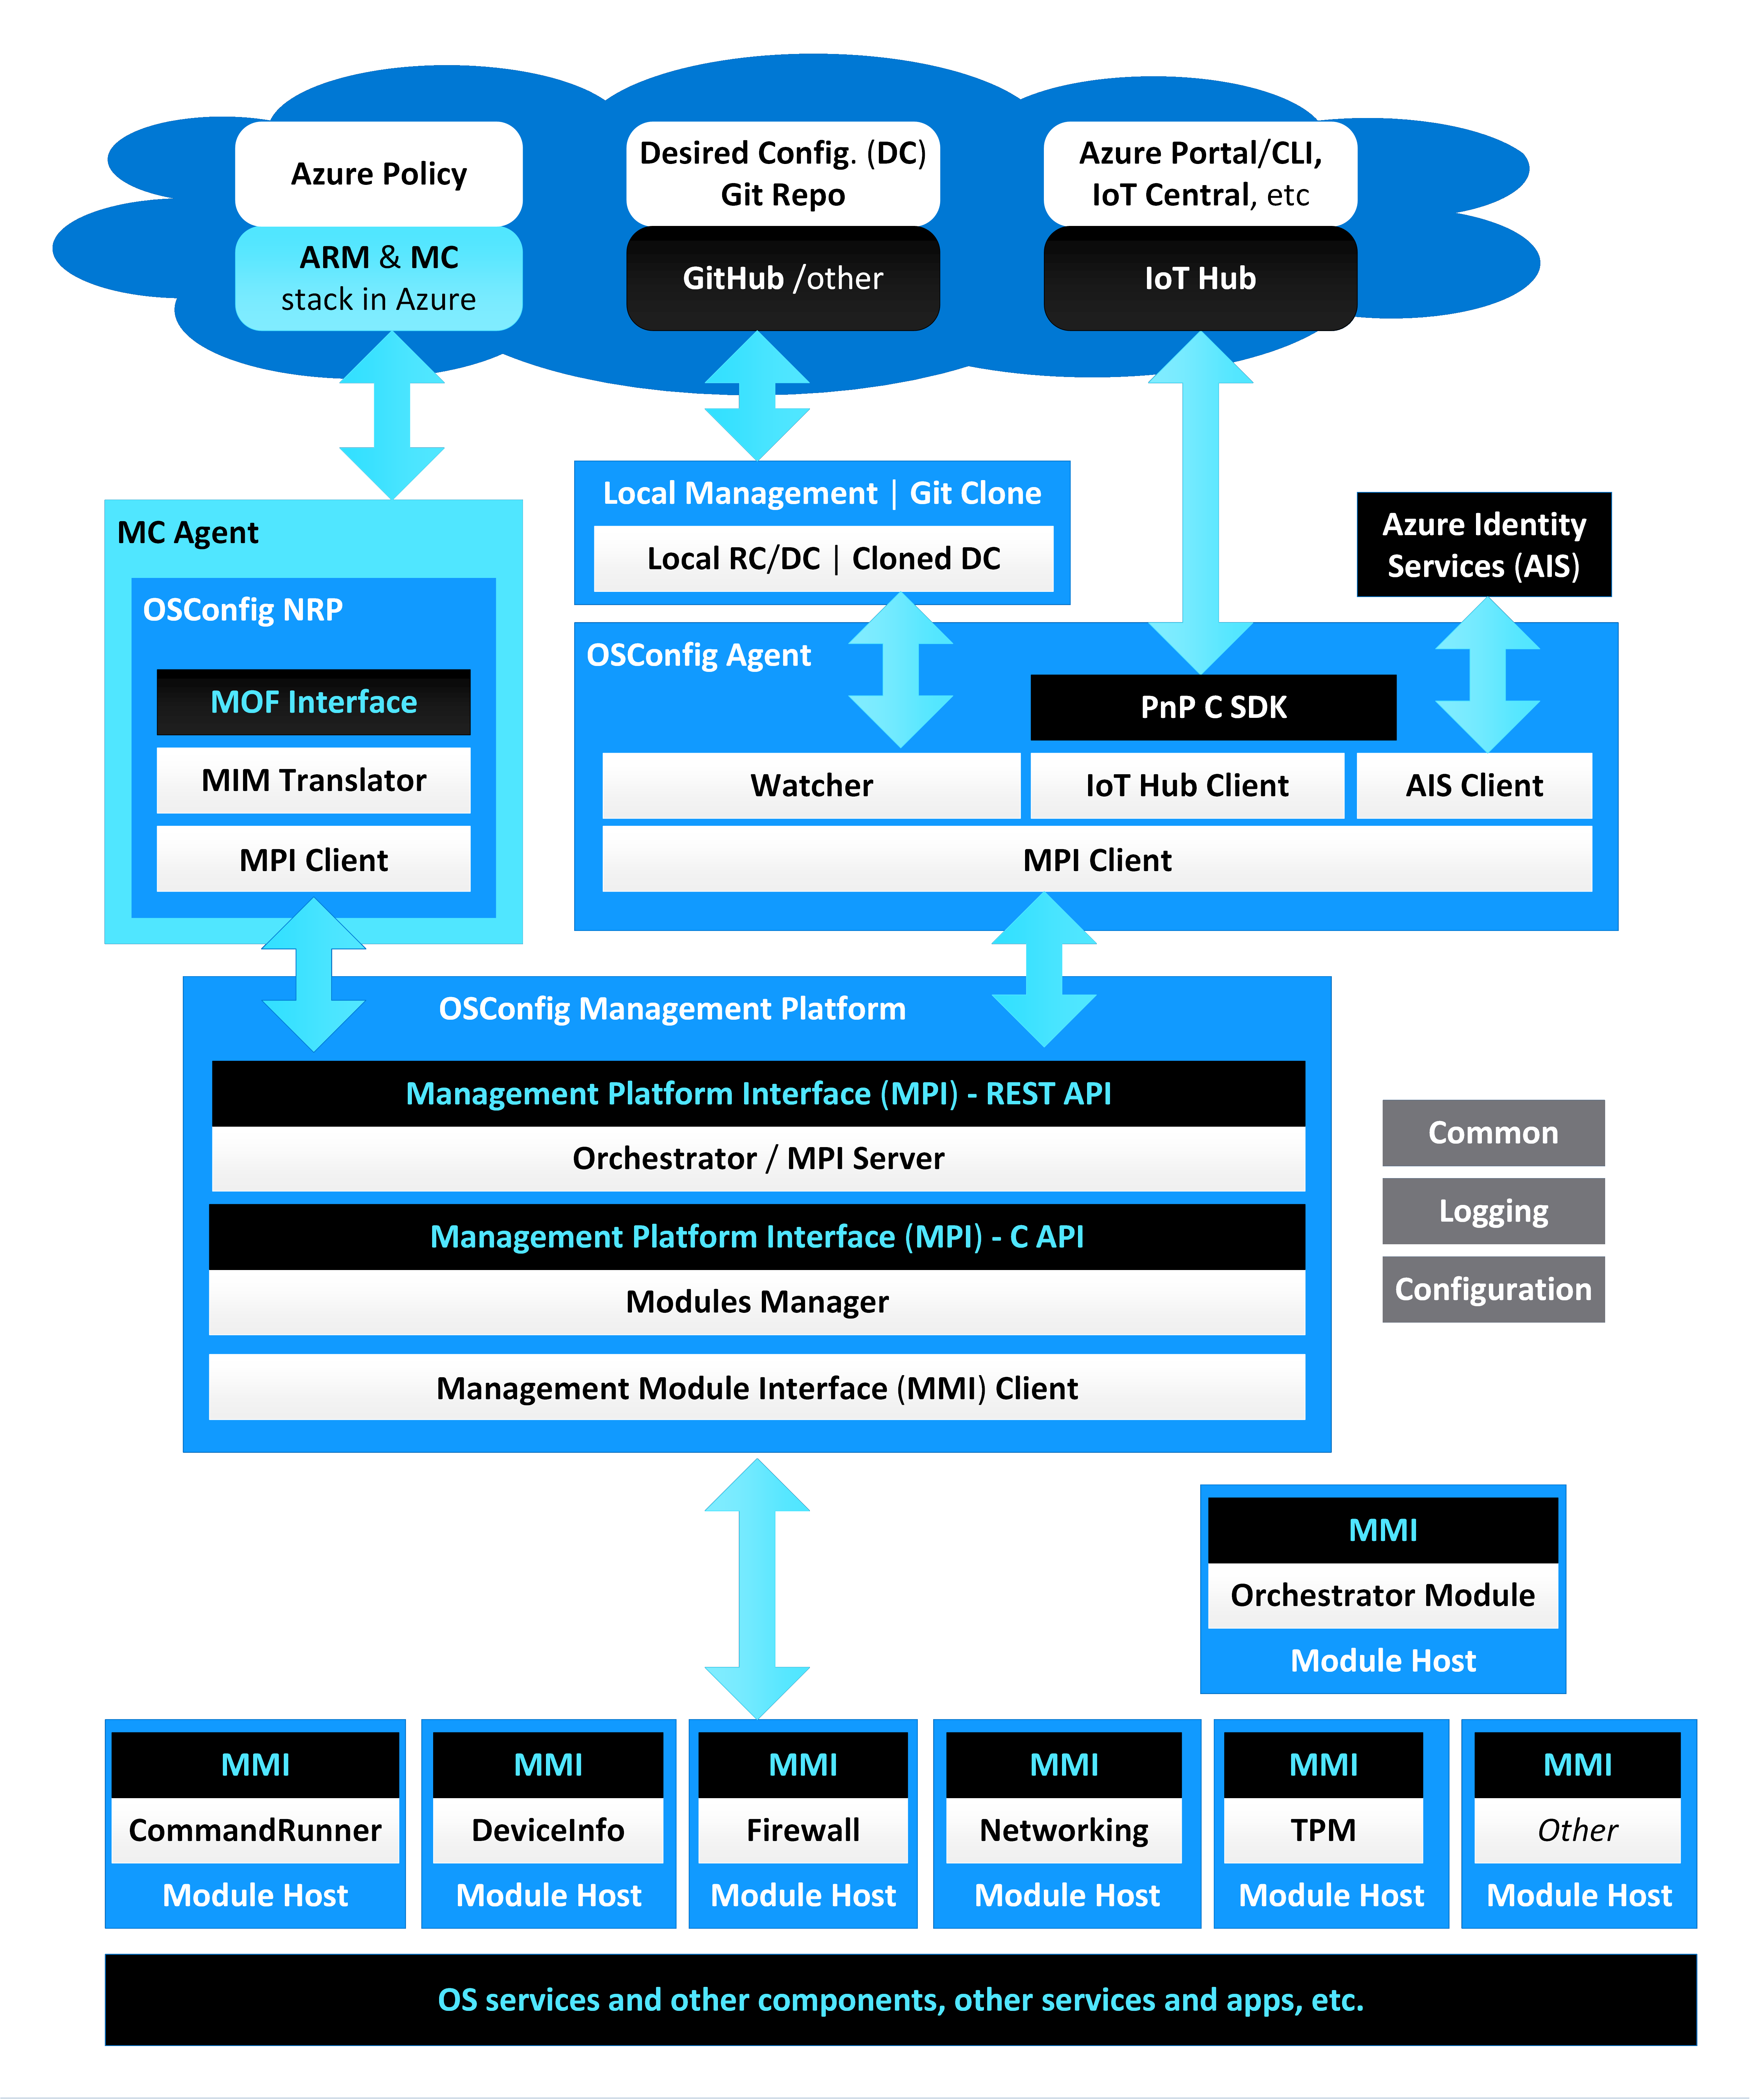 Azure Policy
ARM & MC
stack in Azure
Desired Config. (DC)
Git Repo
GitHub /other
Azure Portal/CLI,
IoT Central, etc
IoT Hub
MC Agent
OSConfig NRP
MOF Interface
MIM Translator
MPI Client
Local Management | Git Clone
Local RC/DC | Cloned DC
Azure Identity
Services (AIS)
OSConfig Agent
PnP C SDK
Watcher
IoT Hub Client
AIS Client
MPI Client
OSConfig Management Platform
Management Platform Interface (MPI) - REST API
Orchestrator / MPI Server
Management Platform Interface (MPI) - C API
Modules Manager
Management Module Interface (MMI) Client
Common
Logging
Configuration
MMI
Orchestrator Module
Module Host
MMI
CommandRunner
Module Host
MMI
DeviceInfo
Module Host
MMI
Firewall
Module Host
MMI
Networking
Module Host
MMI
TPM
Module Host
MMI
Other
Module Host
OS services and other components, other services and apps, etc.